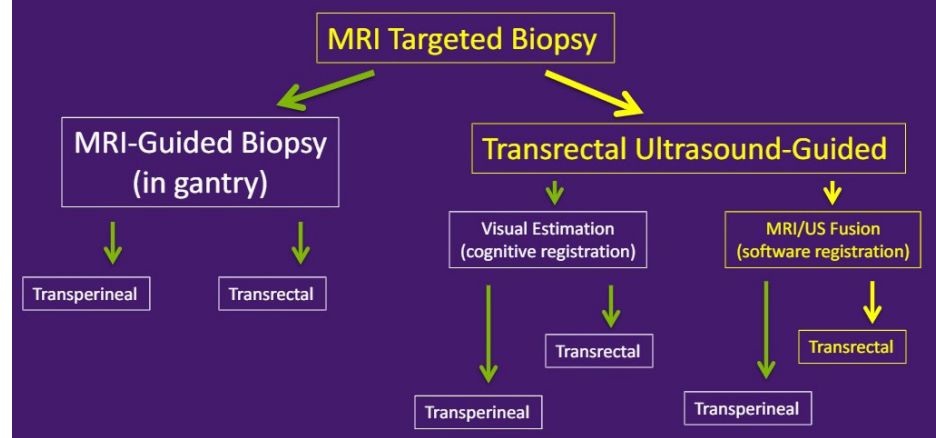 MRI Targeted Biopsy
MRI-Guided Biopsy
(in gantry)
Transperineal
Transrectal
Transrectal Ultrasound-Guided
Visual Estimation
(cognitive registration)
Transperineal
Transrectal
MRI/US Fusion
(software registration)
Transperineal
Transrectal